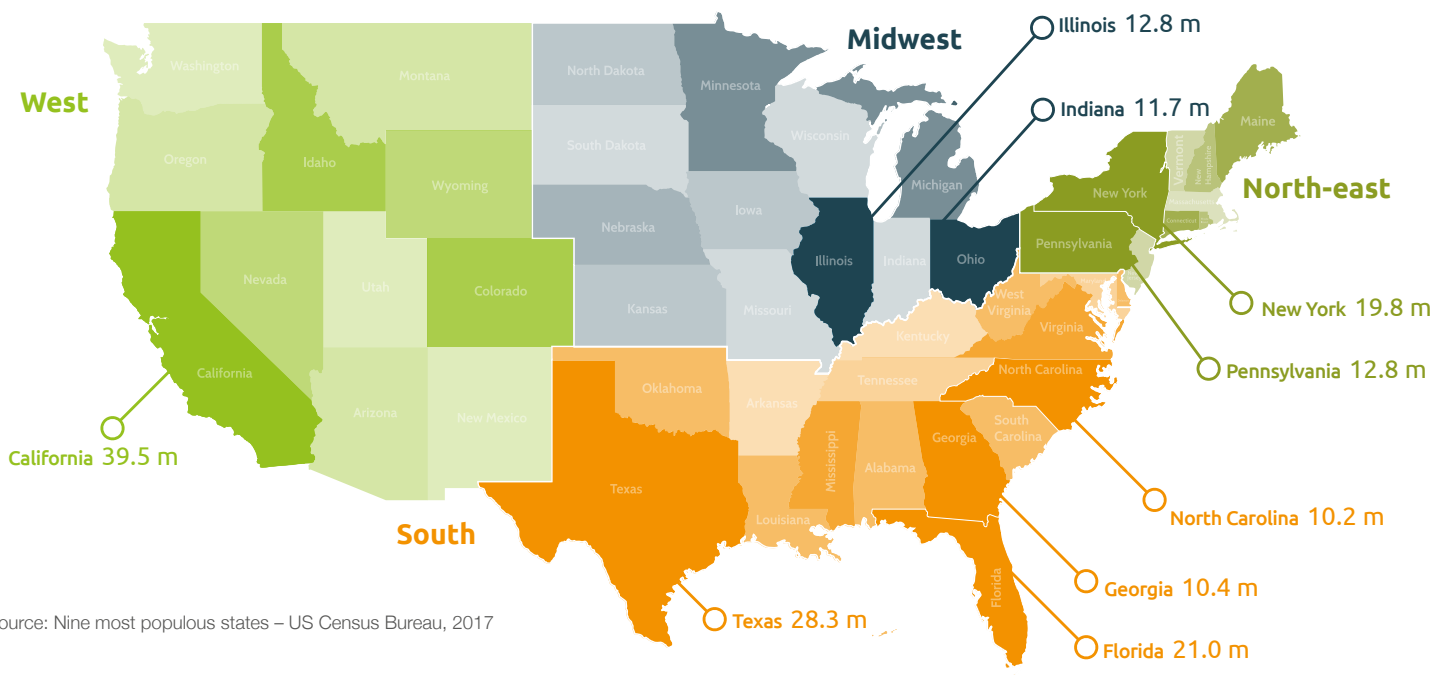 Midwest
Illinois 12.8 m
Indiana 11.7 m
West
North-east
South
Washington
Montana
Oregon
Idaho
Wyoming
Nevada
Utah
Colorado
California
Arizona
New Mexico
North Dakota
South Dakota
Minnesota
Wisconsin
Michigan
Nebraska
Iowa
Kansas
Missouri
Illinois
Indiana
Ohio
Maine
Vermont
New
Hampshire
New York
Pennsylvania
Connecticut
West
Virginia
Virginia
Kentucky
Tennessee
North Carolina
South
Carolina
Oklahoma
Arkansas
Texas
Louisiana
Mississippi
Alabama
Georgia
Florida
New York 19.8 m
Pennsylvania 12.8 m
California 39.5 m
North Carolina 10.2 m
Georgia 10.4 m
Texas 28.3 m
Florida 21.0 m
ource: Nine most populous states – US Census Bureau, 2017